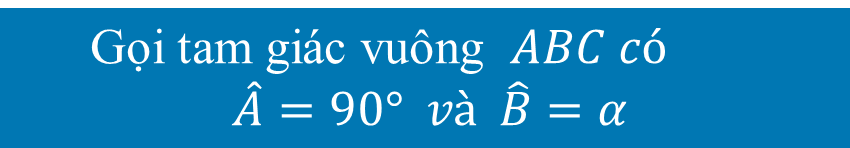 Gọi tam giác vuông ABC có
Â = 90° và B̂ = α